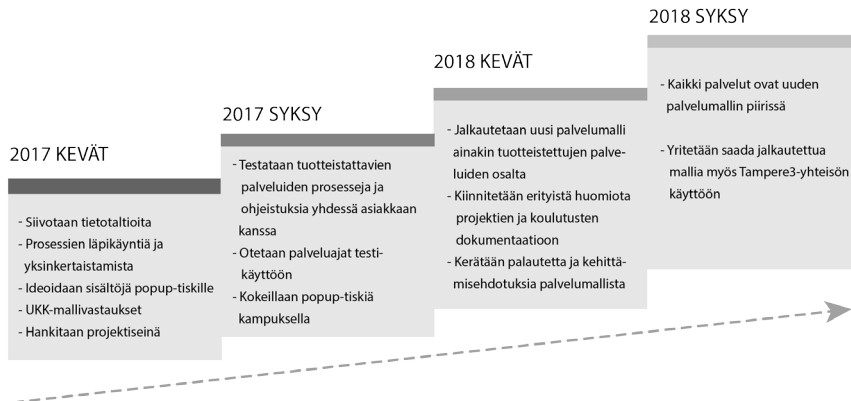 2017 KEVÄT
- Siivotaan tietotaltioita
- Prosessien läpikäyntiä ja
yksinkertaistamista
- Ideoidaan sisältöjä popup-tiskille
- UKK-mallivastaukset
- Hankitaan projektiseinä
2017 SYKSY
- Testataan tuotteistattavien
palveluiden prosesseja ja
ohjeistuksia yhdessä asiakkaan
kanssa
- Otetaan palveluajat testi-
käyttöön
- Kokeillaan popup-tiskiä
kampuksella
2018 KEVÄT
- Jalkautetaan uusi palvelumalli
ainakin tuotteistettujen palve-
luiden osalta
- Kiinnitetään erityistä huomiota
projektien ja koulutusten
dokumentaatioon
- Kerätään palautetta ja kehittä-
misehdotuksia palvelumallista
2018 SYKSY
- Kaikki palvelut ovat uuden
palvelumallin piirissä
- Yritetään saada jalkautettua
mallia myös Tampere3-yhteisön
käyttöön